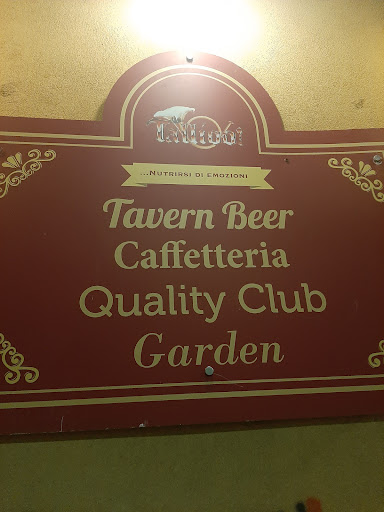 ...Nutrirsi di emozioni
Tavern Beer
Caffetteria
Quality Club
Garden